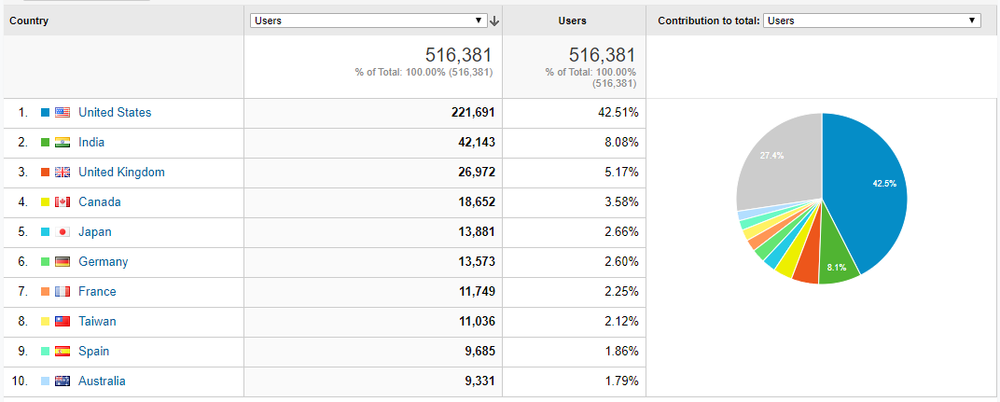 Country Users Users Contribution to total: Users
516,381 516,381
% of Total: 100.00% (516,381) % of Total: 100.00%
(516,381)
1. United States 221,691 42.51%
2. India 42,143 8.08%
3. United Kingdom 26,972 5.17%
4. Canada 18,652 3.58%
5. Japan 13,881 2.66%
6. Germany 13,573 2.60%
7. France 11,749 2.25%
8. Taiwan 11,036 2.12%
9. Spain 9,685 1.86%
10. Australia 9,331 1.79%
27.4%
42.5%
8.1%